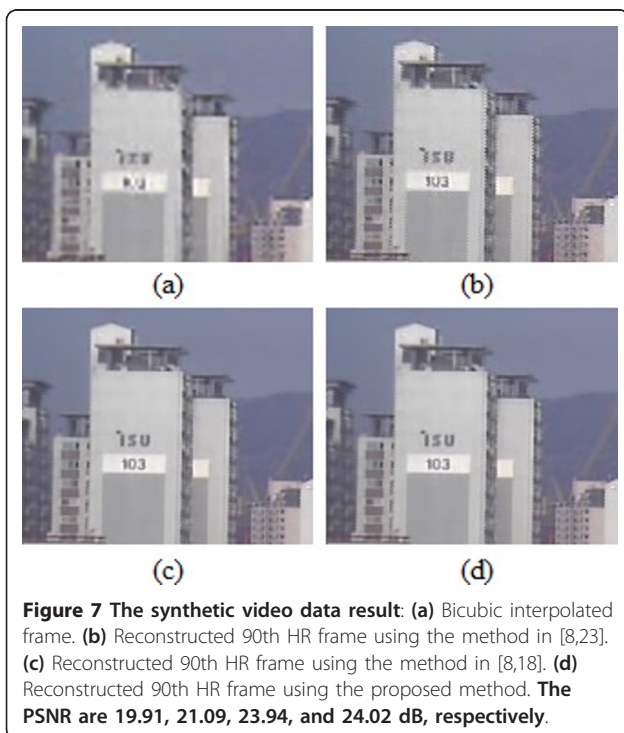 ISU
ISU
103
(a)
(b)
ISU
103
ISU
103
(c)
(d)
Figure 7 The synthetic video data result: (a) Bicubic interpolated
frame. (b) Reconstructed 90th HR frame using the method in [8,23].
(c) Reconstructed 90th HR frame using the method in [8,18]. (d)
Reconstructed 90th HR frame using the proposed method. The
PSNR are 19.91, 21.09, 23.94, and 24.02 dB, respectively.